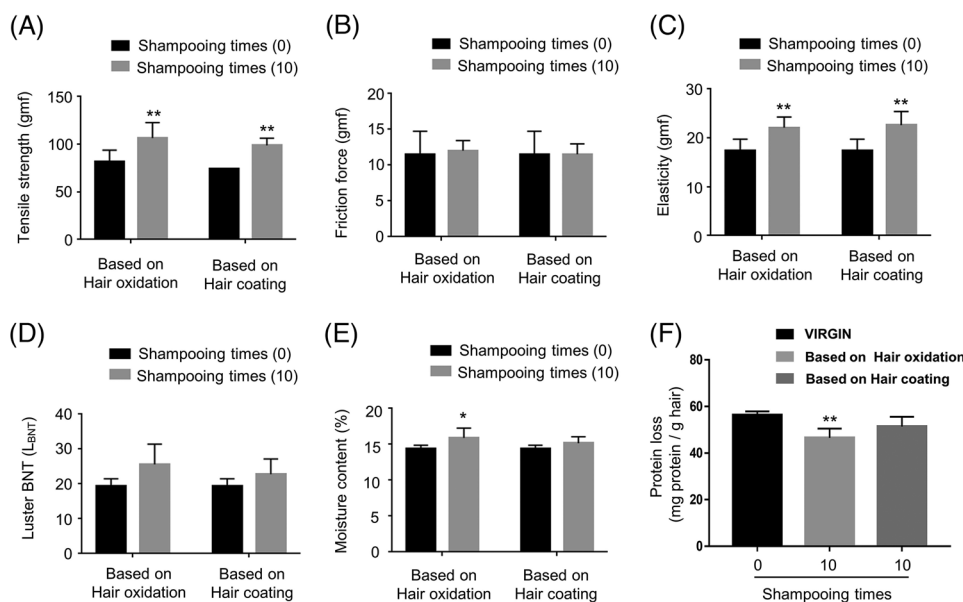 (A)
Shampooing times (0)
Shampooing times (10)
Tensile strength (gmf)
150
100
50
0
**
**
Based on
Hair oxidation
Based on
Hair coating
(B)
Shampooing times (0)
Shampooing times (10)
Friction force (gmf)
20
15
10
5
0
Based on
Hair oxidation
Based on
Hair coating
(C)
Shampooing times (0)
Shampooing times (10)
Elasticity (gmf)
30
20
10
0
**
**
Based on
Hair oxidation
Based on
Hair coating
(D)
Shampooing times (0)
Shampooing times (10)
Luster BNT (LBNT)
40
30
20
10
0
Based on
Hair oxidation
Based on
Hair coating
(E)
Shampooing times (0)
Shampooing times (10)
Moisture content (%)
20
15
10
5
0
*
Based on
Hair oxidation
Based on
Hair coating
(F)
VIRGIN
Based on Hair oxidation
Based on Hair coating
Protein loss
(mg protein / g hair)
80
60
40
20
0
**
0
10
10
Shampooing times